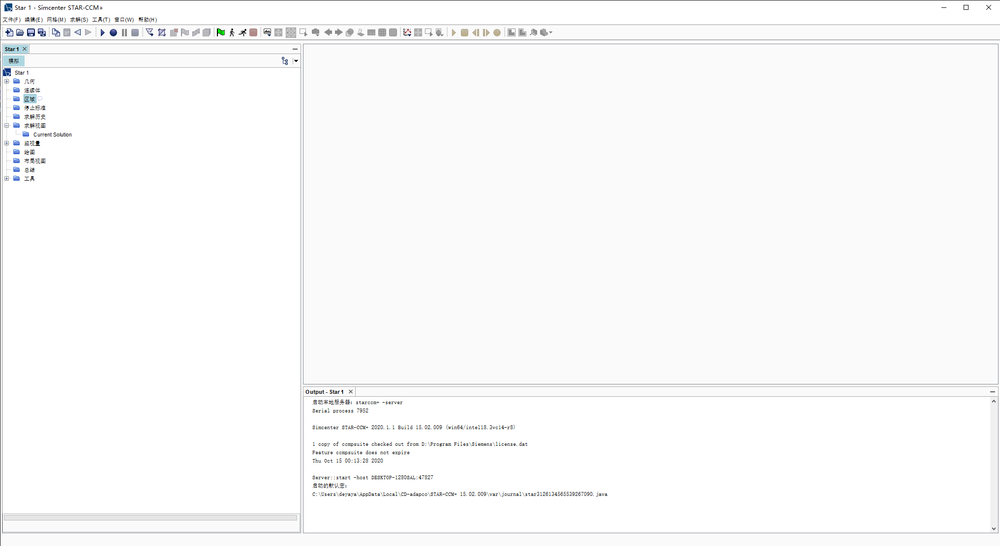 Star 1 - Simcenter STAR-CCM+
文件(F) 编辑(E) 网格(M) 求解(S) 工具(T) 窗口(W) 帮助(H)
Star 1
模拟
Star 1
几何
连续体
区域
停止标准
求解历史
求解视图
Current Solution
监视量
绘图
布局视图
总结
工具
Output - Star 1
启动本地服务器: starccm+ -server
Serial process 7952
Simcenter STAR-CCM+ 2020.1.1 Build 15.02.009 (win64/intel18.3vc14-r8)
1 copy of ccmpsuite checked out from D:\Program Files\Siemens\license.dat
Feature ccmpsuite does not expire
Thu Oct 15 00:13:28 2020
Server::start -host DESKTOP-1280SAL:47827
启动的默认宏:
C:\Users\deyaya\AppData\Local\CD-adapco\STAR-CCM+ 15.02.009\var\journal\star3126134565539267090.java